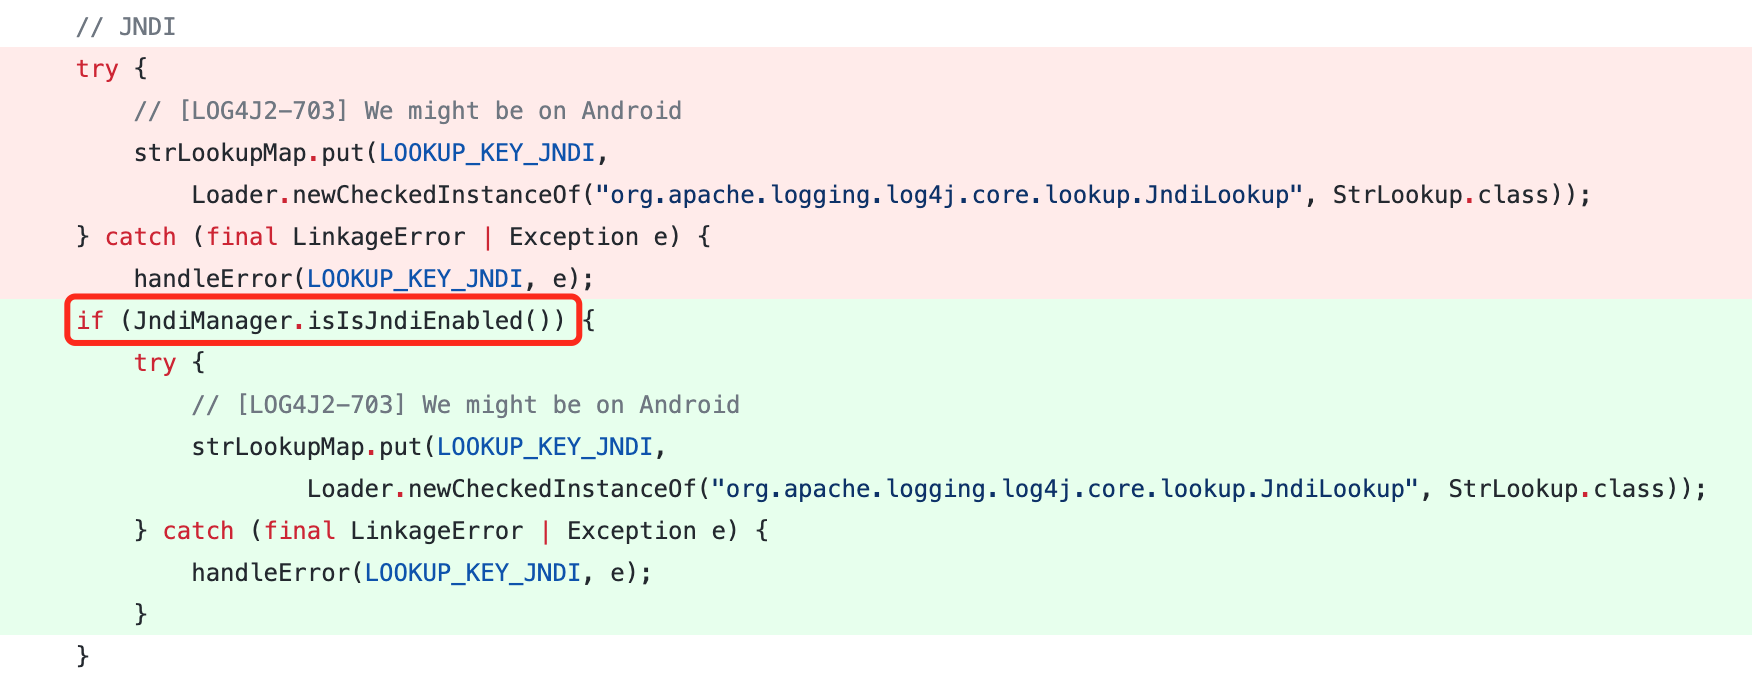 // JNDI
try {
// [LOG4J2-703] We might be on Android
strLookupMap.put(LOOKUP_KEY_JNDI,
Loader.newCheckedInstanceOf("org.apache.logging.log4j.core.lookup.JndiLookup", StrLookup.class));
} catch (final LinkageError | Exception e) {
handleError(LOOKUP_KEY_JNDI, e);
if (JndiManager.isIsJndiEnabled()) {
try {
// [LOG4J2-703] We might be on Android
strLookupMap.put(LOOKUP_KEY_JNDI,
Loader.newCheckedInstanceOf("org.apache.logging.log4j.core.lookup.JndiLookup", StrLookup.class));
} catch (final LinkageError | Exception e) {
handleError(LOOKUP_KEY_JNDI, e);
}
}